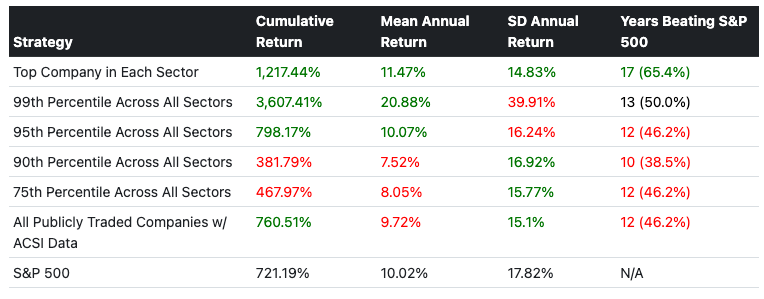 Strategy Cumulative Return Mean Annual Return SD Annual Return Years Beating S&P 500
Top Company in Each Sector 1,217.44% 11.47% 14.83% 17 (65.4%)
99th Percentile Across All Sectors 3,607.41% 20.88% 39.91% 13 (50.0%)
95th Percentile Across All Sectors 798.17% 10.07% 16.24% 12 (46.2%)
90th Percentile Across All Sectors 381.79% 7.52% 16.92% 10 (38.5%)
75th Percentile Across All Sectors 467.97% 8.05% 15.77% 12 (46.2%)
All Publicly Traded Companies w/ ACSI Data 760.51% 9.72% 15.1% 12 (46.2%)
S&P 500 721.19% 10.02% 17.82% N/A